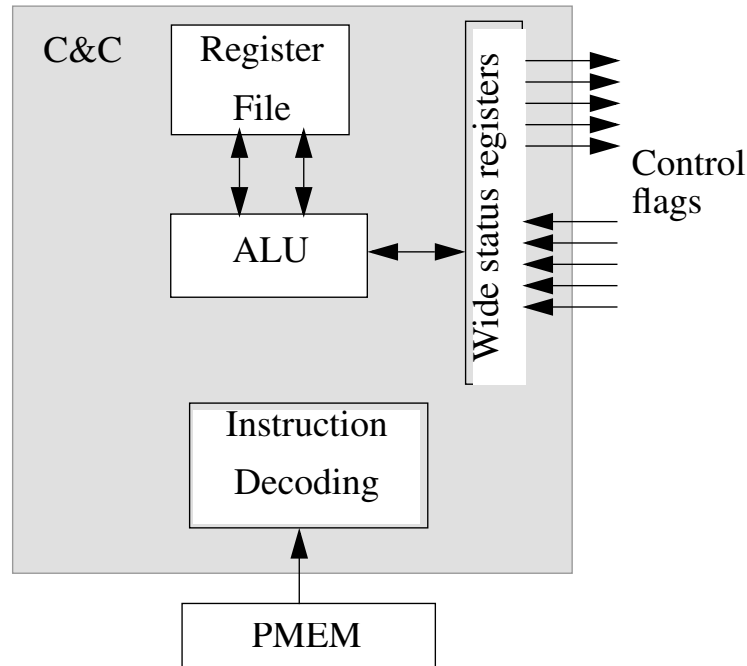 C&C
Register
File
ALU
Wide status registers
Control
flags
Instruction
Decoding
PMEM